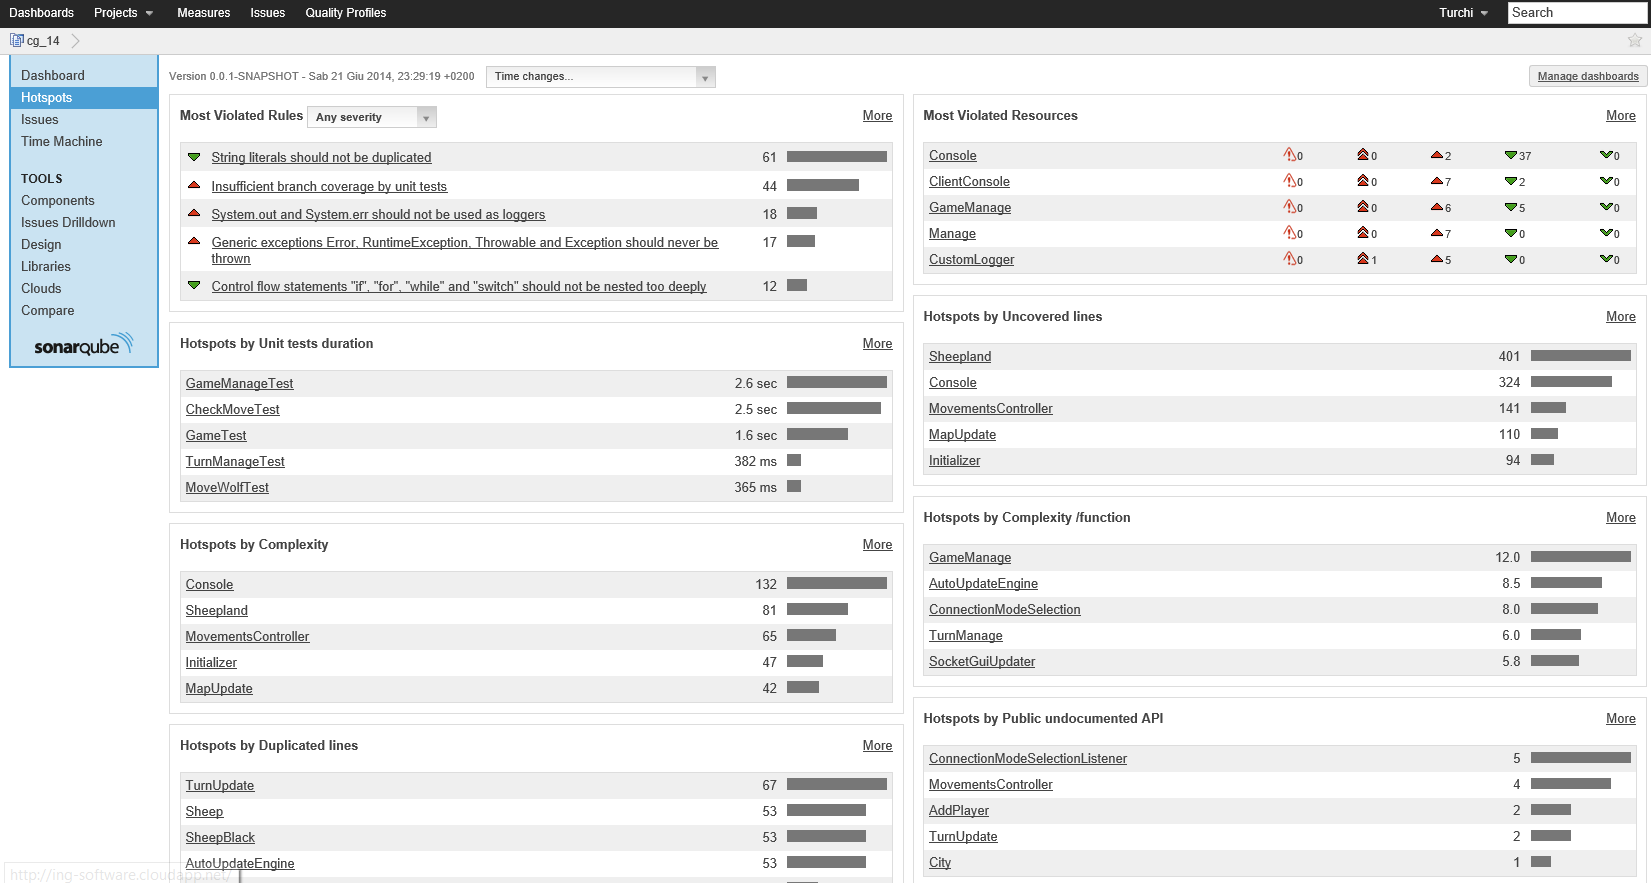 Dashboards Projects Measures Issues Quality Profiles Turchi Search
cg_14
Dashboard
Hotspots
Issues
Time Machine
TOOLS
Components
Issues Drilldown
Design
Libraries
Clouds
Compare
sonarqube
Version 0.0.1-SNAPSHOT - Sab 21 Giu 2014, 23:29:19 +0200 Time changes... Manage dashboards
Most Violated Rules Any severity More
String literals should not be duplicated 61
Insufficient branch coverage by unit tests 44
System.out and System.err should not be used as loggers 18
Generic exceptions Error, RuntimeException, Throwable and Exception should never be 17
thrown
Control flow statements "if", "for", "while" and "switch" should not be nested too deeply 12
Hotspots by Unit tests duration More
GameManageTest 2.6 sec
CheckMoveTest 2.5 sec
GameTest 1.6 sec
TurnManageTest 382 ms
MoveWolfTest 365 ms
Hotspots by Complexity More
Console 132
Sheepland 81
MovementsController 65
Initializer 47
MapUpdate 42
Hotspots by Duplicated lines More
TurnUpdate 67
Sheep 53
SheepBlack 53
AutoUpdateEngine 53
Most Violated Resources More
Console 0 0 2 37 0
ClientConsole 0 0 7 2 0
GameManage 0 0 6 5 0
Manage 0 0 7 0 0
CustomLogger 0 1 5 0 0
Hotspots by Uncovered lines More
Sheepland 401
Console 324
MovementsController 141
MapUpdate 110
Initializer 94
Hotspots by Complexity /function More
GameManage 12.0
AutoUpdateEngine 8.5
ConnectionModeSelection 8.0
TurnManage 6.0
SocketGuiUpdater 5.8
Hotspots by Public undocumented API More
ConnectionModeSelectionListener 5
MovementsController 4
AddPlayer 2
TurnUpdate 2
City 1
http://ing-software.cloudapp.net/